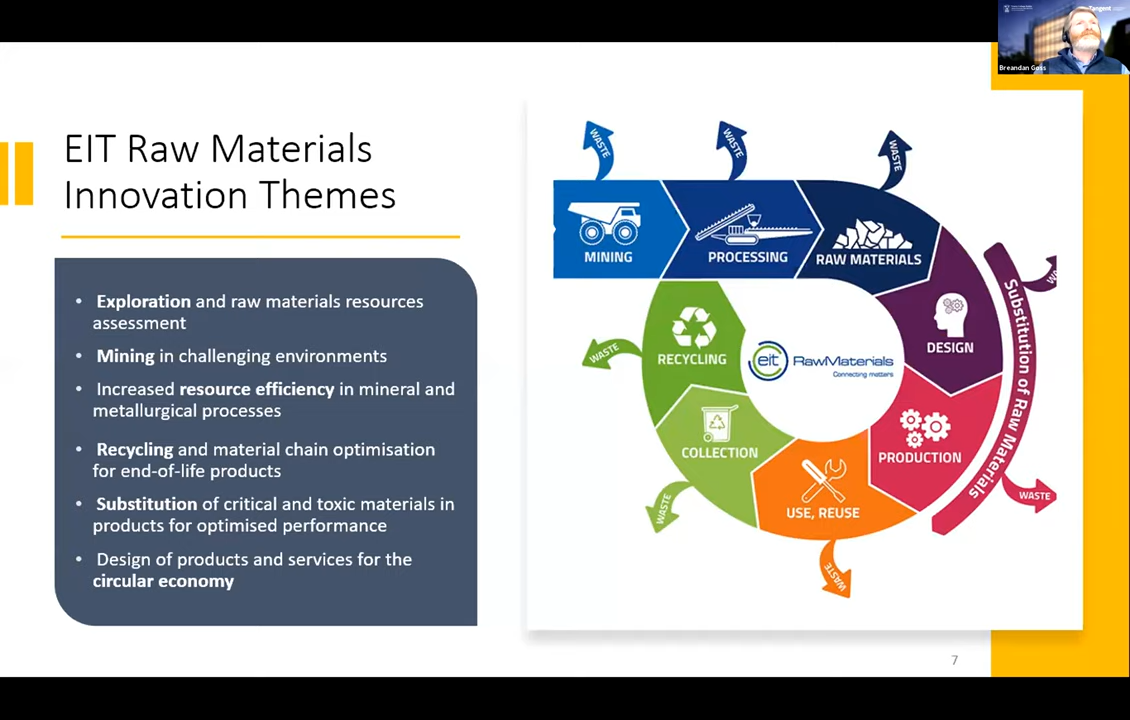 Tangent
Breandan Goss
EIT Raw Materials
Innovation Themes
• Exploration and raw materials resources
assessment
• Mining in challenging environments
• Increased resource efficiency in mineral and
metallurgical processes
• Recycling and material chain optimisation
for end-of-life products
• Substitution of critical and toxic materials in
products for optimised performance
• Design of products and services for the
circular economy
WASTE
WASTE
WASTE
MINING
PROCESSING
RAW MATERIALS
WA
DESIGN
Substitution of Raw Materials
PRODUCTION
WASTE
USE, REUSE
WASTE
COLLECTION
WASTE
RECYCLING
WASTE
eit RawMaterials
Connecting matters
7